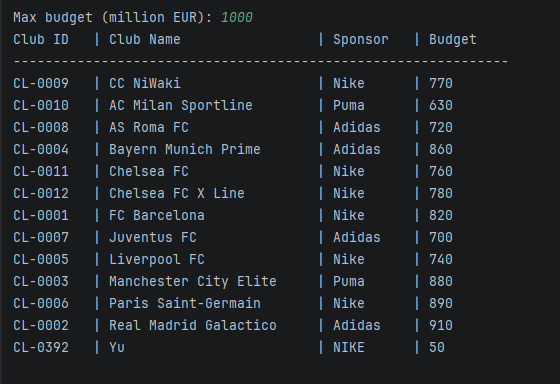 Max budget (million EUR): 1000
Club ID   | Club Name                 | Sponsor   | Budget
--------------------------------------------------------------
CL-0009   | CC NiWaki                 | Nike      | 770
CL-0010   | AC Milan Sportline        | Puma      | 630
CL-0008   | AS Roma FC                | Adidas    | 720
CL-0004   | Bayern Munich Prime       | Adidas    | 860
CL-0011   | Chelsea FC                | Nike      | 760
CL-0012   | Chelsea FC X Line         | Nike      | 780
CL-0001   | FC Barcelona              | Nike      | 820
CL-0007   | Juventus FC               | Adidas    | 700
CL-0005   | Liverpool FC              | Nike      | 740
CL-0003   | Manchester City Elite     | Puma      | 880
CL-0006   | Paris Saint-Germain       | Nike      | 890
CL-0002   | Real Madrid Galactico     | Adidas    | 910
CL-0392   | Yu                        | NIKE      | 50